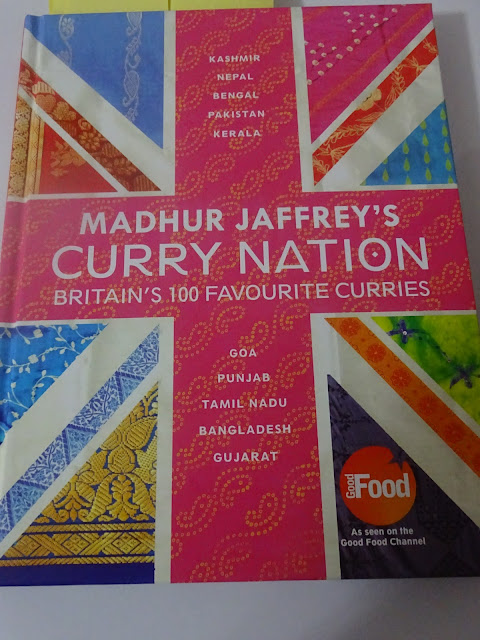 KASHMIR
NEPAL
BENGAL
PAKISTAN
KERALA
MADHUR JAFFREY'S
CURRY NATION
BRITAIN'S 100 FAVOURITE CURRIES
GOA
PUNJAB
TAMIL NADU
BANGLADESH
GUJARAT
Good
Food
As seen on the
Good Food Channel